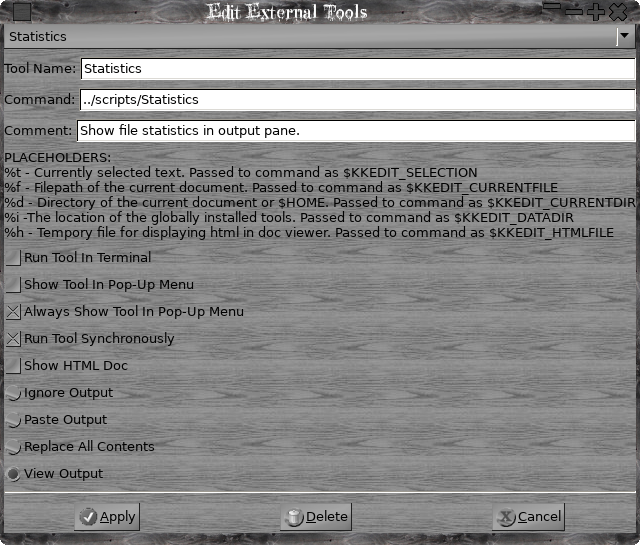 Edit External Tools
Statistics
Tool Name: Statistics
Command: ../scripts/Statistics
Comment: Show file statistics in output pane.
PLACEHOLDERS:
%t - Currently selected text. Passed to command as $KKEDIT_SELECTION
%f - Filepath of the current document. Passed to command as $KKEDIT_CURRENTFILE
%d - Directory of the current document or $HOME. Passed to command as $KKEDIT_CURRENTDIR
%i -The location of the globally installed tools. Passed to command as $KKEDIT_DATADIR
%h - Tempory file for displaying html in doc viewer. Passed to command as $KKEDIT_HTMLFILE
Run Tool In Terminal
Show Tool In Pop-Up Menu
Always Show Tool In Pop-Up Menu
Run Tool Synchronously
Show HTML Doc
Ignore Output
Paste Output
Replace All Contents
View Output
Apply Delete Cancel